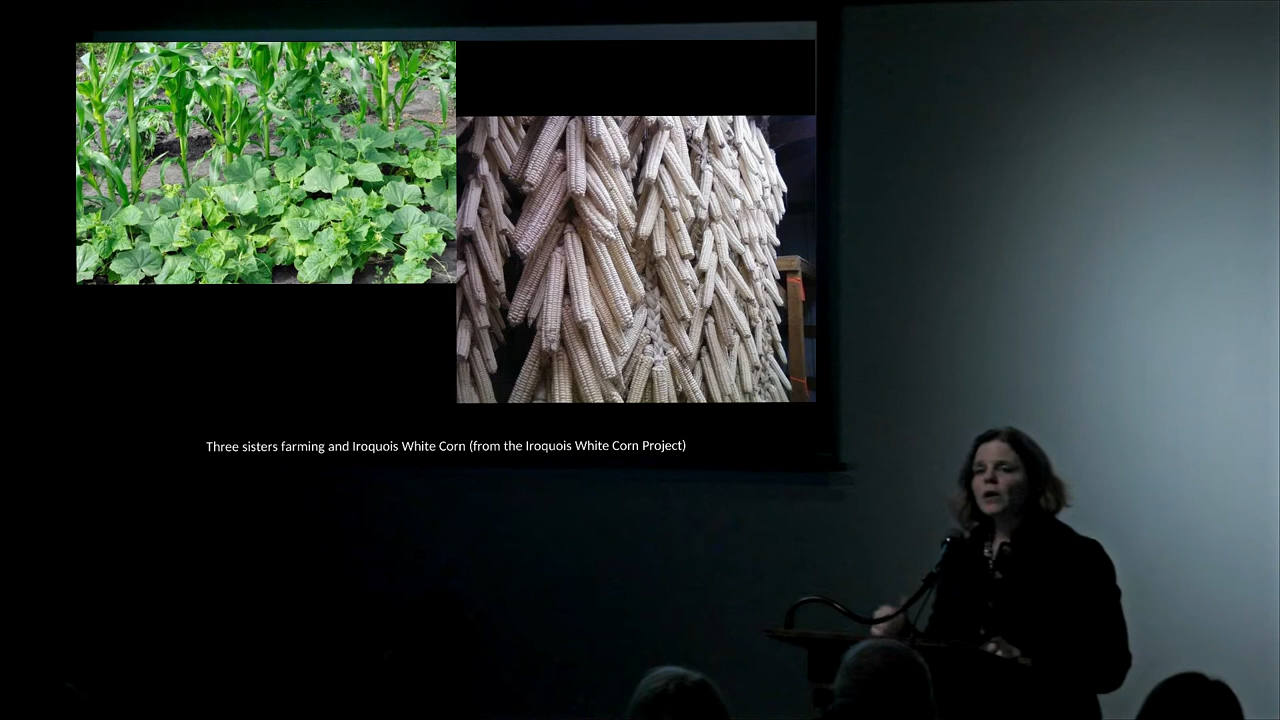 Three sisters farming and Iroquois White Corn (from the Iroquois White Corn Project)